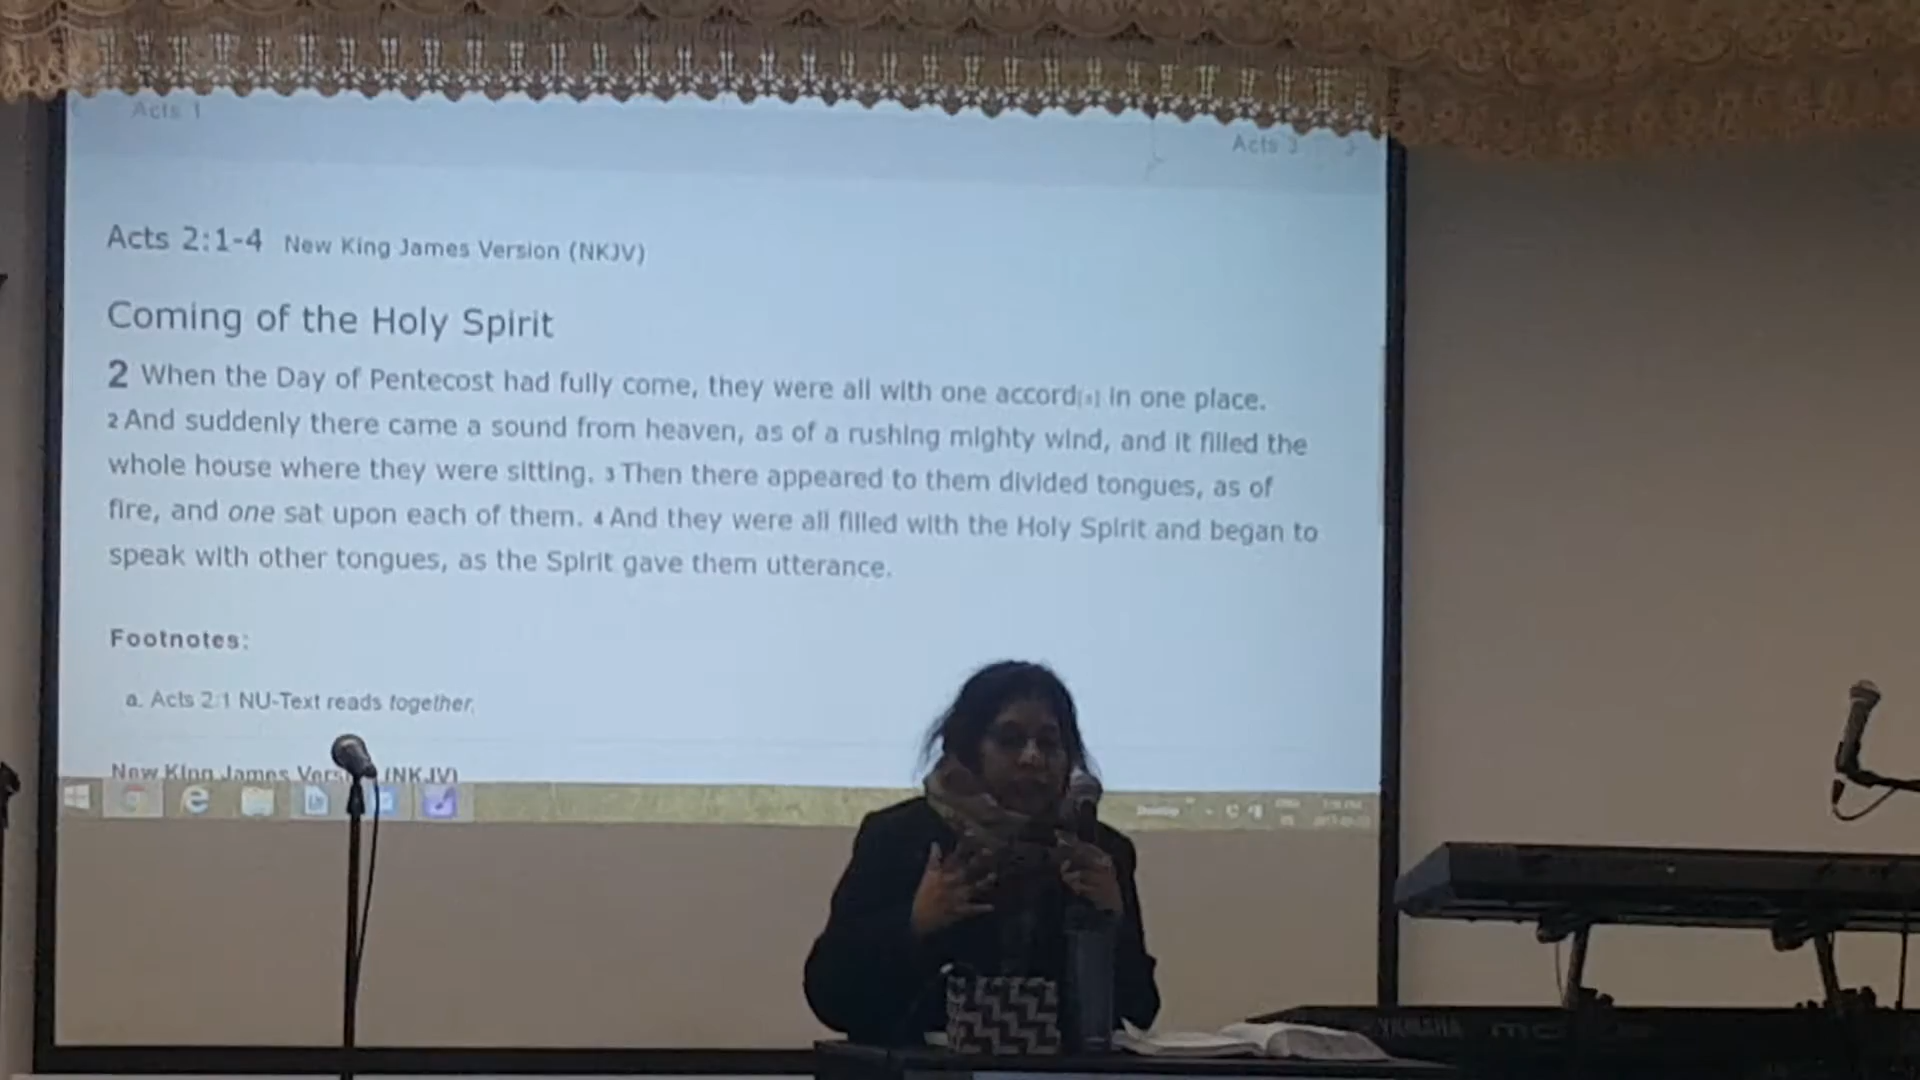 Acts 1
Acts 3
Acts 2:1-4 New King James Version (NKJV)
Coming of the Holy Spirit
2 When the Day of Pentecost had fully come, they were all with one accord[a] in one place.
2 And suddenly there came a sound from heaven, as of a rushing mighty wind, and it filled the
whole house where they were sitting. 3 Then there appeared to them divided tongues, as of
fire, and one sat upon each of them. 4 And they were all filled with the Holy Spirit and began to
speak with other tongues, as the Spirit gave them utterance.
Footnotes:
a. Acts 2:1 NU-Text reads together.
New King James (NKJV)
Desktop
YAMAHA